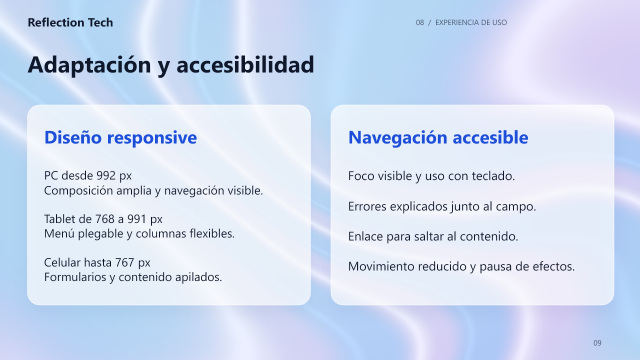 Reflection Tech
08 / EXPERIENCIA DE USO
Adaptación y accesibilidad
Diseño responsive
PC desde 992 px
Composición amplia y navegación visible.
Tablet de 768 a 991 px
Menú plegable y columnas flexibles.
Celular hasta 767 px
Formularios y contenido apilados.
Navegación accesible
Foco visible y uso con teclado.
Errores explicados junto al campo.
Enlace para saltar al contenido.
Movimiento reducido y pausa de efectos.
09